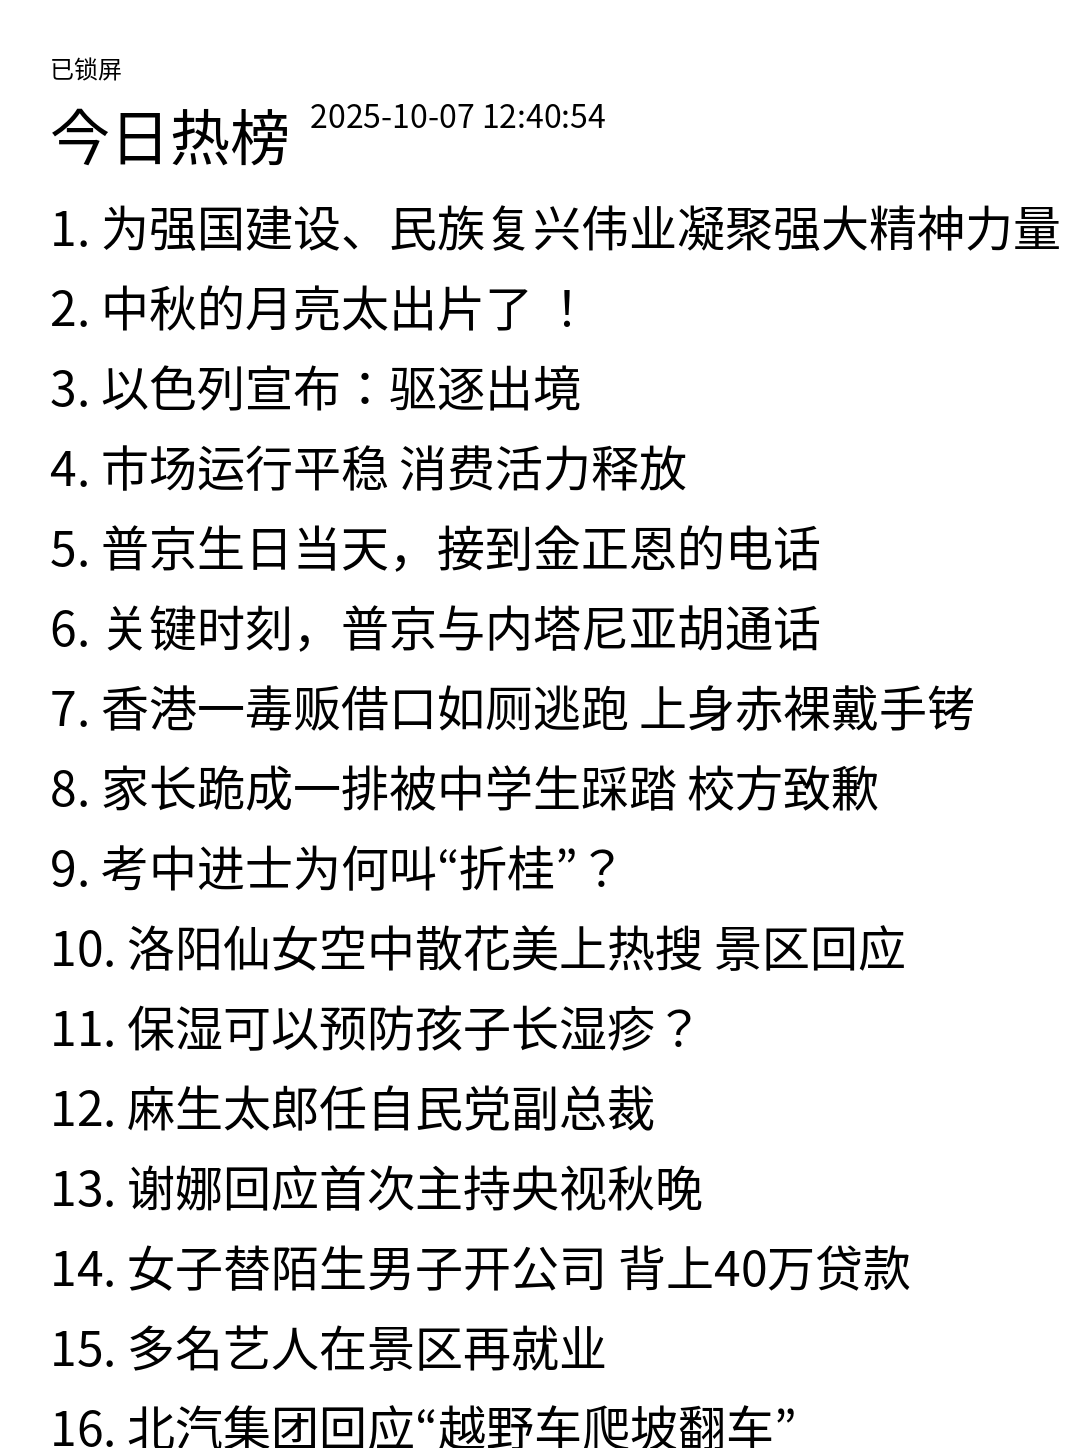 已锁屏
今日热榜 2025-10-07 12:40:54
1. 为强国建设、民族复兴伟业凝聚强大精神力量
2. 中秋的月亮太出片了 ！
3. 以色列宣布：驱逐出境
4. 市场运行平稳 消费活力释放
5. 普京生日当天，接到金正恩的电话
6. 关键时刻，普京与内塔尼亚胡通话
7. 香港一毒贩借口如厕逃跑 上身赤裸戴手铐
8. 家长跪成一排被中学生踩踏 校方致歉
9. 考中进士为何叫“折桂”？
10. 洛阳仙女空中散花美上热搜 景区回应
11. 保湿可以预防孩子长湿疹？
12. 麻生太郎任自民党副总裁
13. 谢娜回应首次主持央视秋晚
14. 女子替陌生男子开公司 背上40万贷款
15. 多名艺人在景区再就业
16. 北汽集团回应“越野车爬坡翻车”